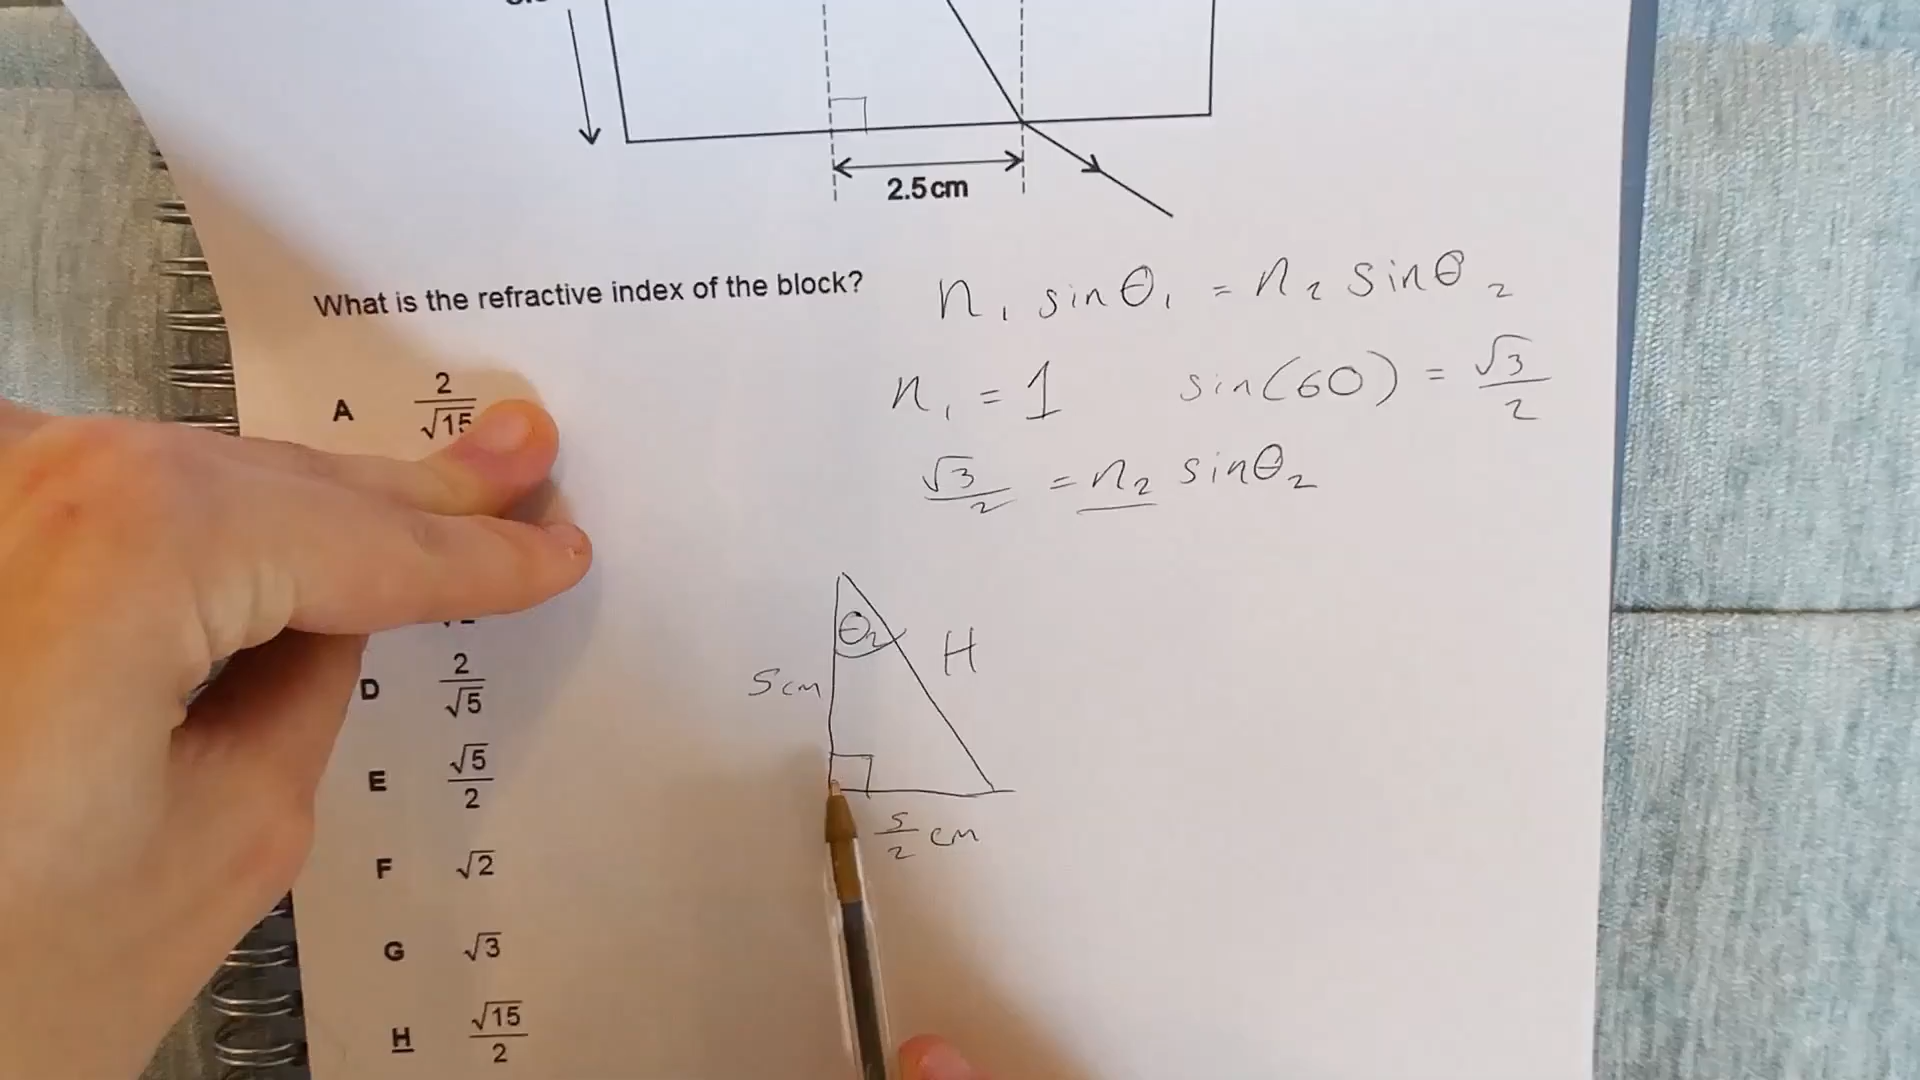 2.5 cm
What is the refractive index of the block?
n₁ sinθ₁ = n₂ sinθ₂
n₁ = 1 sin(60) = √3/2
A 2/√15
√3/2 = n₂ sinθ₂
θ₂
H
5cm
D 2/√5
E √5/2
5/2 cm
F √2
G √3
H √15/2